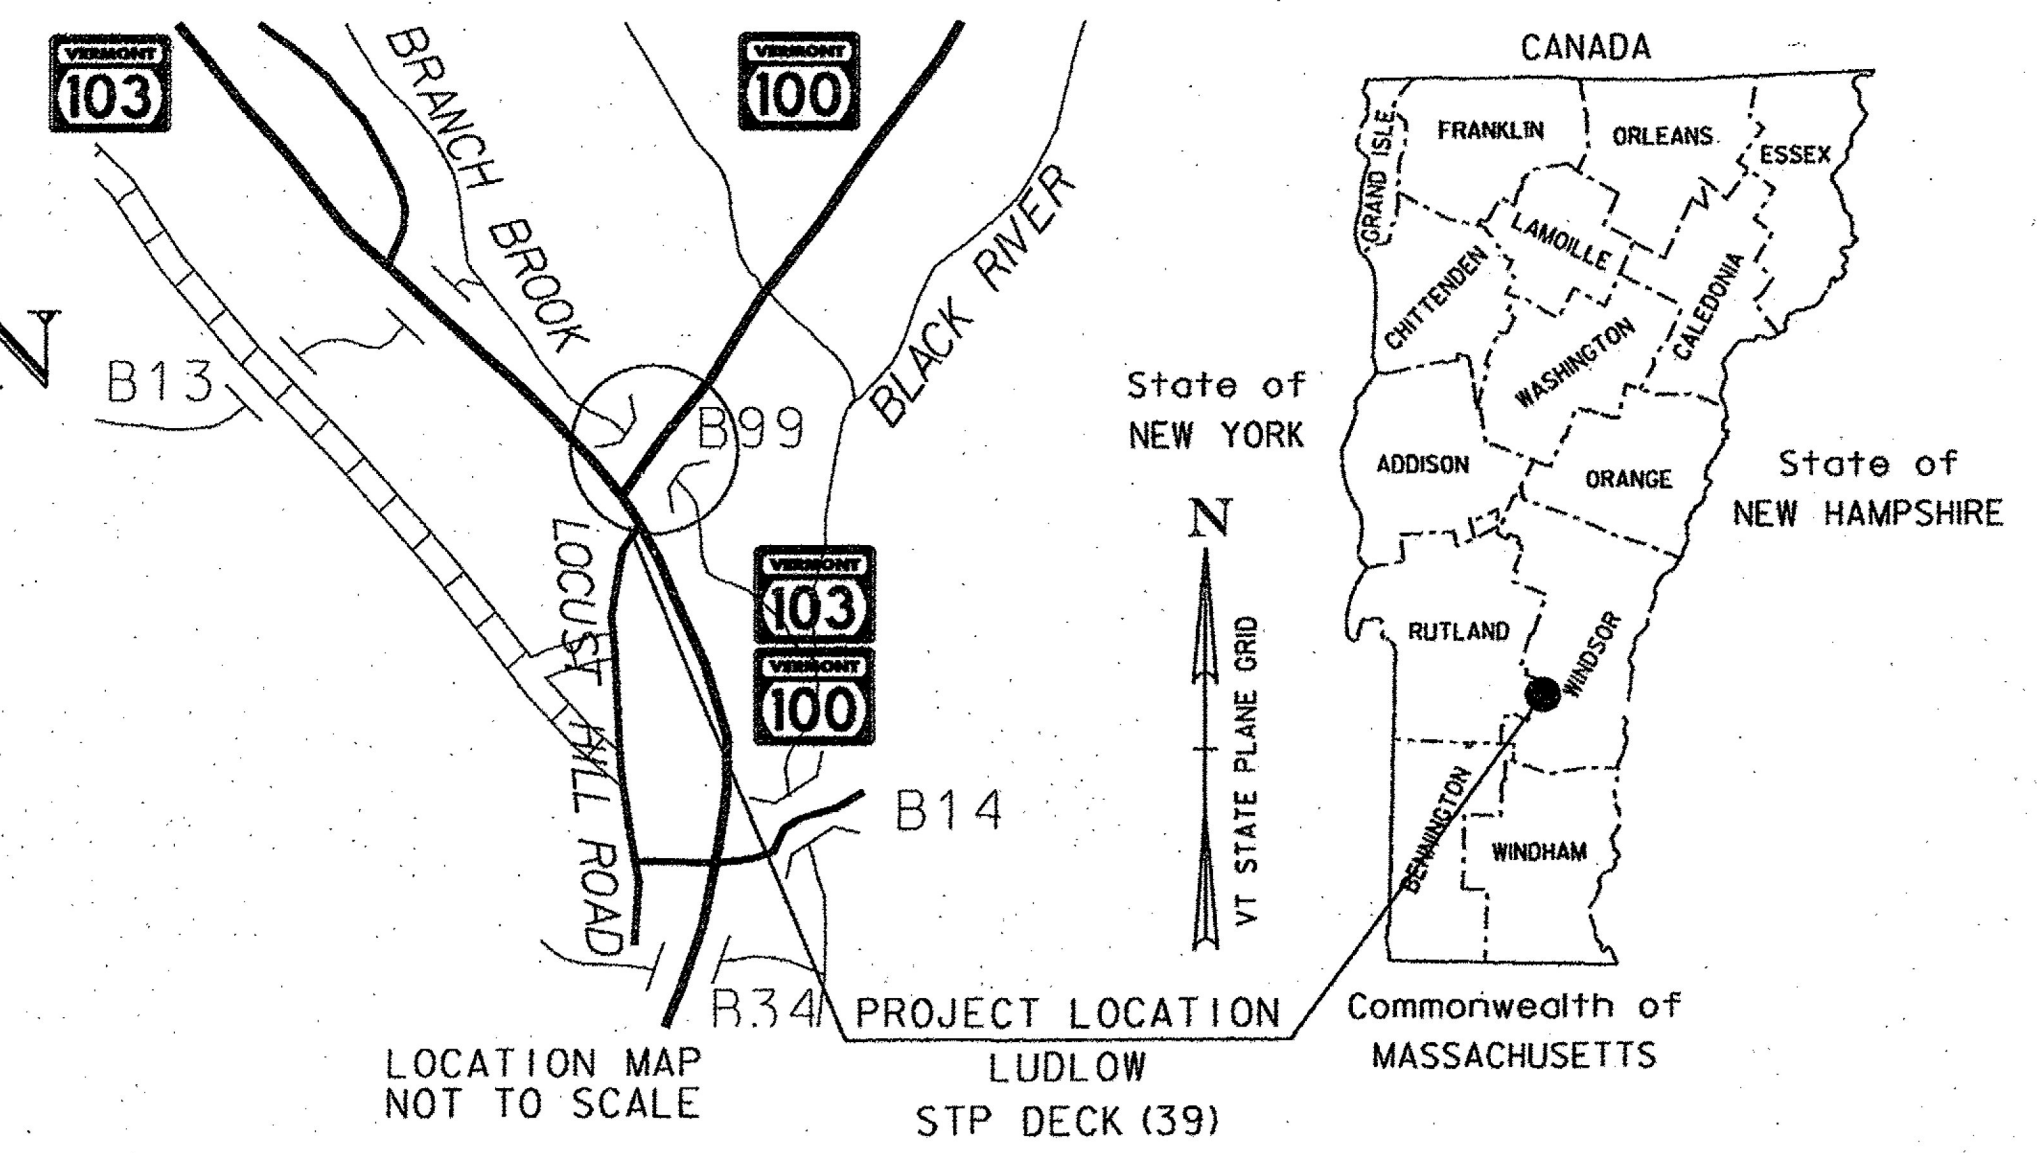 VERMONT
103
BRANCH BROOK
VERMONT
100
BLACK RIVER
B13
B99
N
LOCUST HILL ROAD
VERMONT
103
VERMONT
100
B14
B34
LOCATION MAP
NOT TO SCALE
PROJECT LOCATION
LUDLOW
STP DECK (39)
N
VT STATE PLANE GRID
CANADA
GRAND ISLE
FRANKLIN
ORLEANS
ESSEX
LAMOILLE
CHITTENDEN
CALEDONIA
WASHINGTON
State of
NEW YORK
ADDISON
ORANGE
State of
NEW HAMPSHIRE
RUTLAND
WINDSOR
BENNINGTON
WINDHAM
Commonwealth of
MASSACHUSETTS